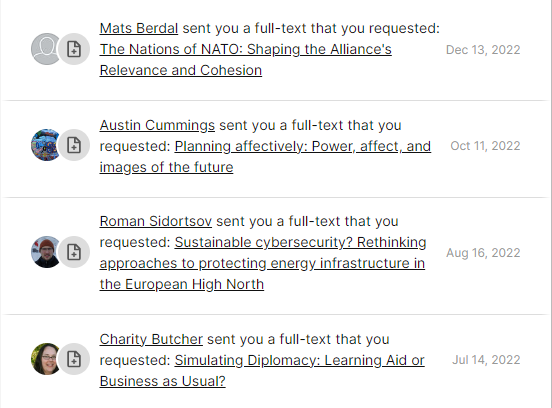 Mats Berdal sent you a full-text that you requested:
The Nations of NATO: Shaping the Alliance's
Relevance and Cohesion
Dec 13, 2022
Austin Cummings sent you a full-text that you
requested: Planning affectively: Power, affect, and
images of the future
Oct 11, 2022
Roman Sidortsov sent you a full-text that you
requested: Sustainable cybersecurity? Rethinking
approaches to protecting energy infrastructure in
the European High North
Aug 16, 2022
Charity Butcher sent you a full-text that you
requested: Simulating Diplomacy: Learning Aid or
Business as Usual?
Jul 14, 2022